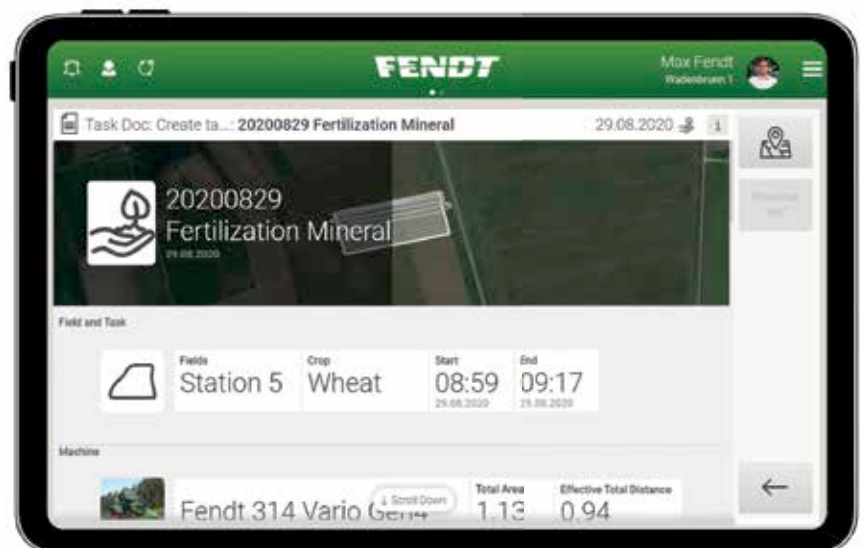 FENDT
Max Fendt
Wadenbrunn 1
Task Doc: Create ta...: 20200829 Fertilization Mineral
29.08.2020
i
20200829
Fertilization Mineral
29.08.2020
Field and Task
Fields
Station 5
Crop
Wheat
Start
08:59
29.08.2020
End
09:17
29.08.2020
Machine
Fendt 314 Vario Gen4
↓ Scroll Down
Total Area
1.13
Effective Total Distance
0.94